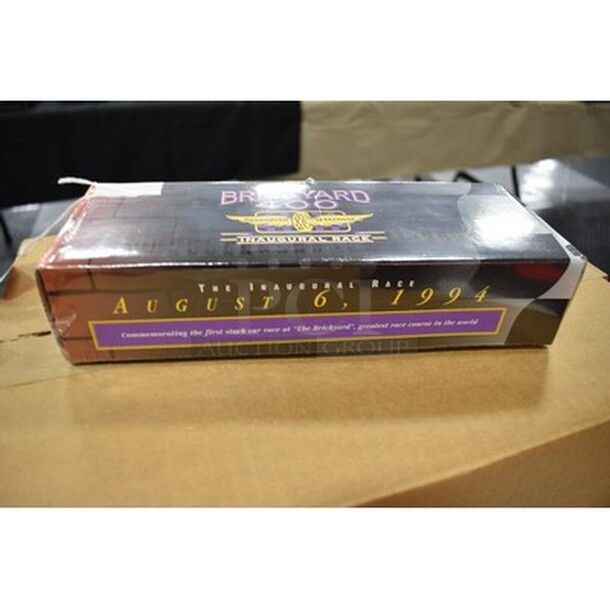 BRICKYARD
400
INAUGURAL RACE
THE INAUGURAL RACE
AUGUST 6, 1994
Commemorating the first stock car race at "The Brickyard", greatest race course in the world
PCI
AUCTION GROUP